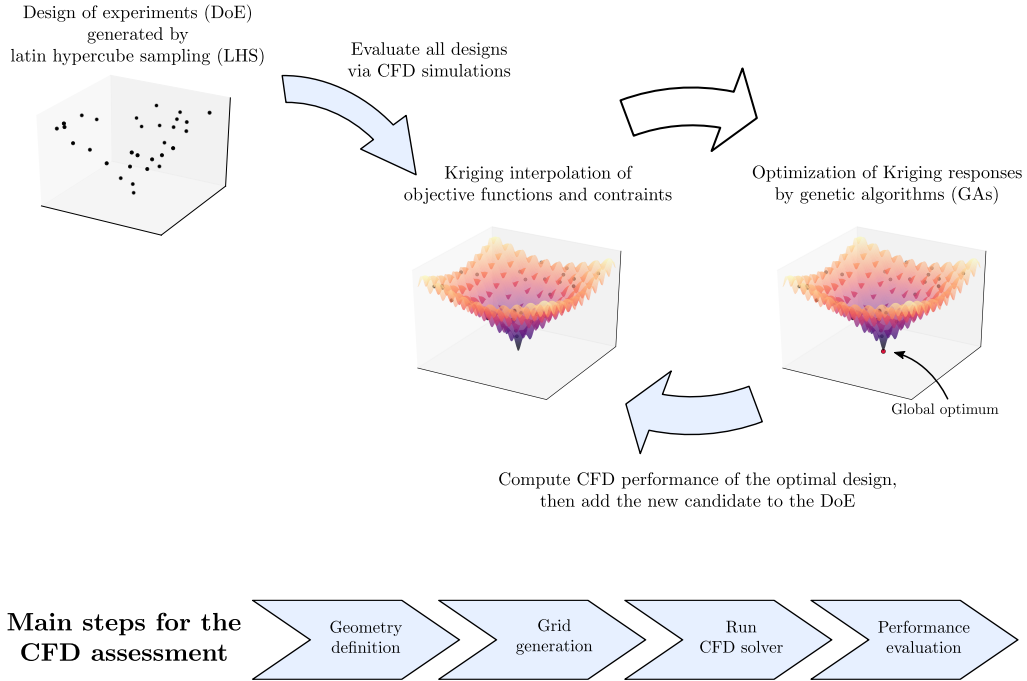 Design of experiments (DoE)
generated by
latin hypercube sampling (LHS)
Evaluate all designs
via CFD simulations
Kriging interpolation of
objective functions and contraints
Optimization of Kriging responses
by genetic algorithms (GAs)
Global optimum
Compute CFD performance of the optimal design,
then add the new candidate to the DoE
Main steps for the
CFD assessment
Geometry
definition
Grid
generation
Run
CFD solver
Performance
evaluation